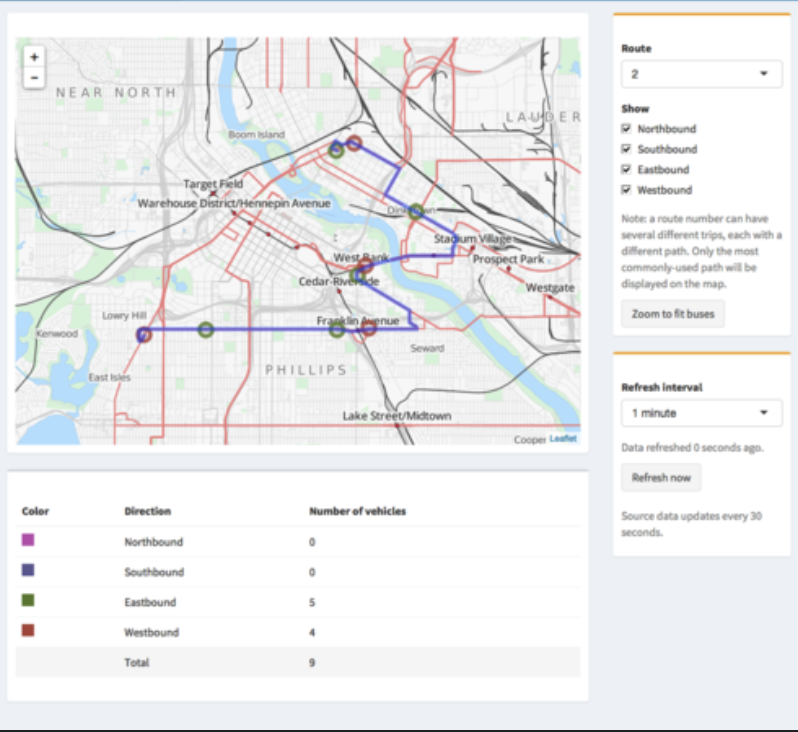 +
−
NEAR NORTH
LAUDER
Boom Island
Target Field
Warehouse District/Hennepin Avenue
Dinkytown
Stadium Village
West Bank
Prospect Park
Cedar-Riverside
Westgate
Lowry Hill
Franklin Avenue
Kenwood
Seward
PHILLIPS
East Isles
Lake Street/Midtown
Cooper Leaflet
Color Direction Number of vehicles
Northbound 0
Southbound 0
Eastbound 5
Westbound 4
Total 9
Route
2
Show
Northbound
Southbound
Eastbound
Westbound
Note: a route number can have
several different trips, each with a
different path. Only the most
commonly-used path will be
displayed on the map.
Zoom to fit buses
Refresh interval
1 minute
Data refreshed 0 seconds ago.
Refresh now
Source data updates every 30
seconds.